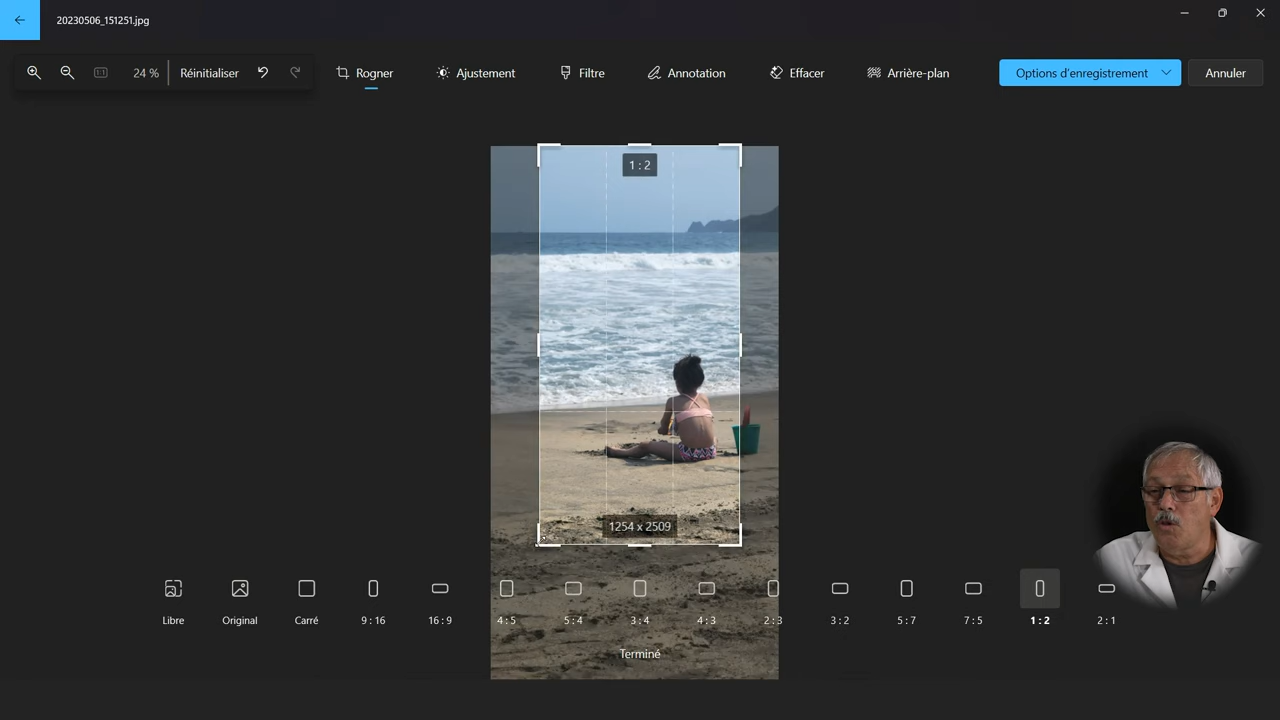 20230506_151251.jpg
24 % Réinitialiser Rogner Ajustement Filtre Annotation Effacer Arrière-plan Options d'enregistrement Annuler
1 : 2
1254 x 2509
Libre Original Carré 9 : 16 16 : 9 4 : 5 5 : 4 3 : 4 4 : 3 2 : 3 3 : 2 5 : 7 7 : 5 1 : 2 2 : 1
Terminé